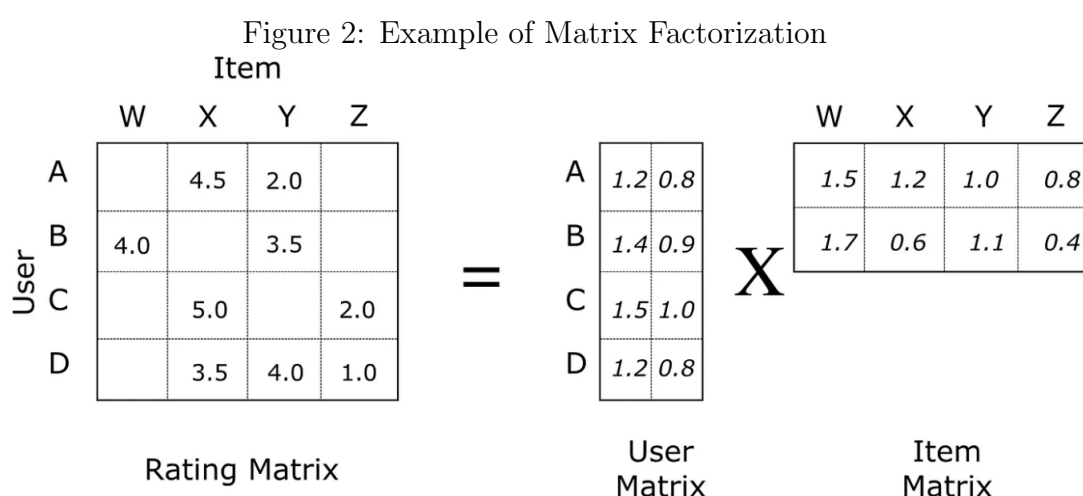 Figure 2: Example of Matrix Factorization
Item
W X Y Z
A 4.5 2.0
B 4.0 3.5
C 5.0 2.0
D 3.5 4.0 1.0
User
Rating Matrix
=
A 1.2 0.8
B 1.4 0.9
C 1.5 1.0
D 1.2 0.8
User
Matrix
X
W X Y Z
1.5 1.2 1.0 0.8
1.7 0.6 1.1 0.4
Item
Matrix